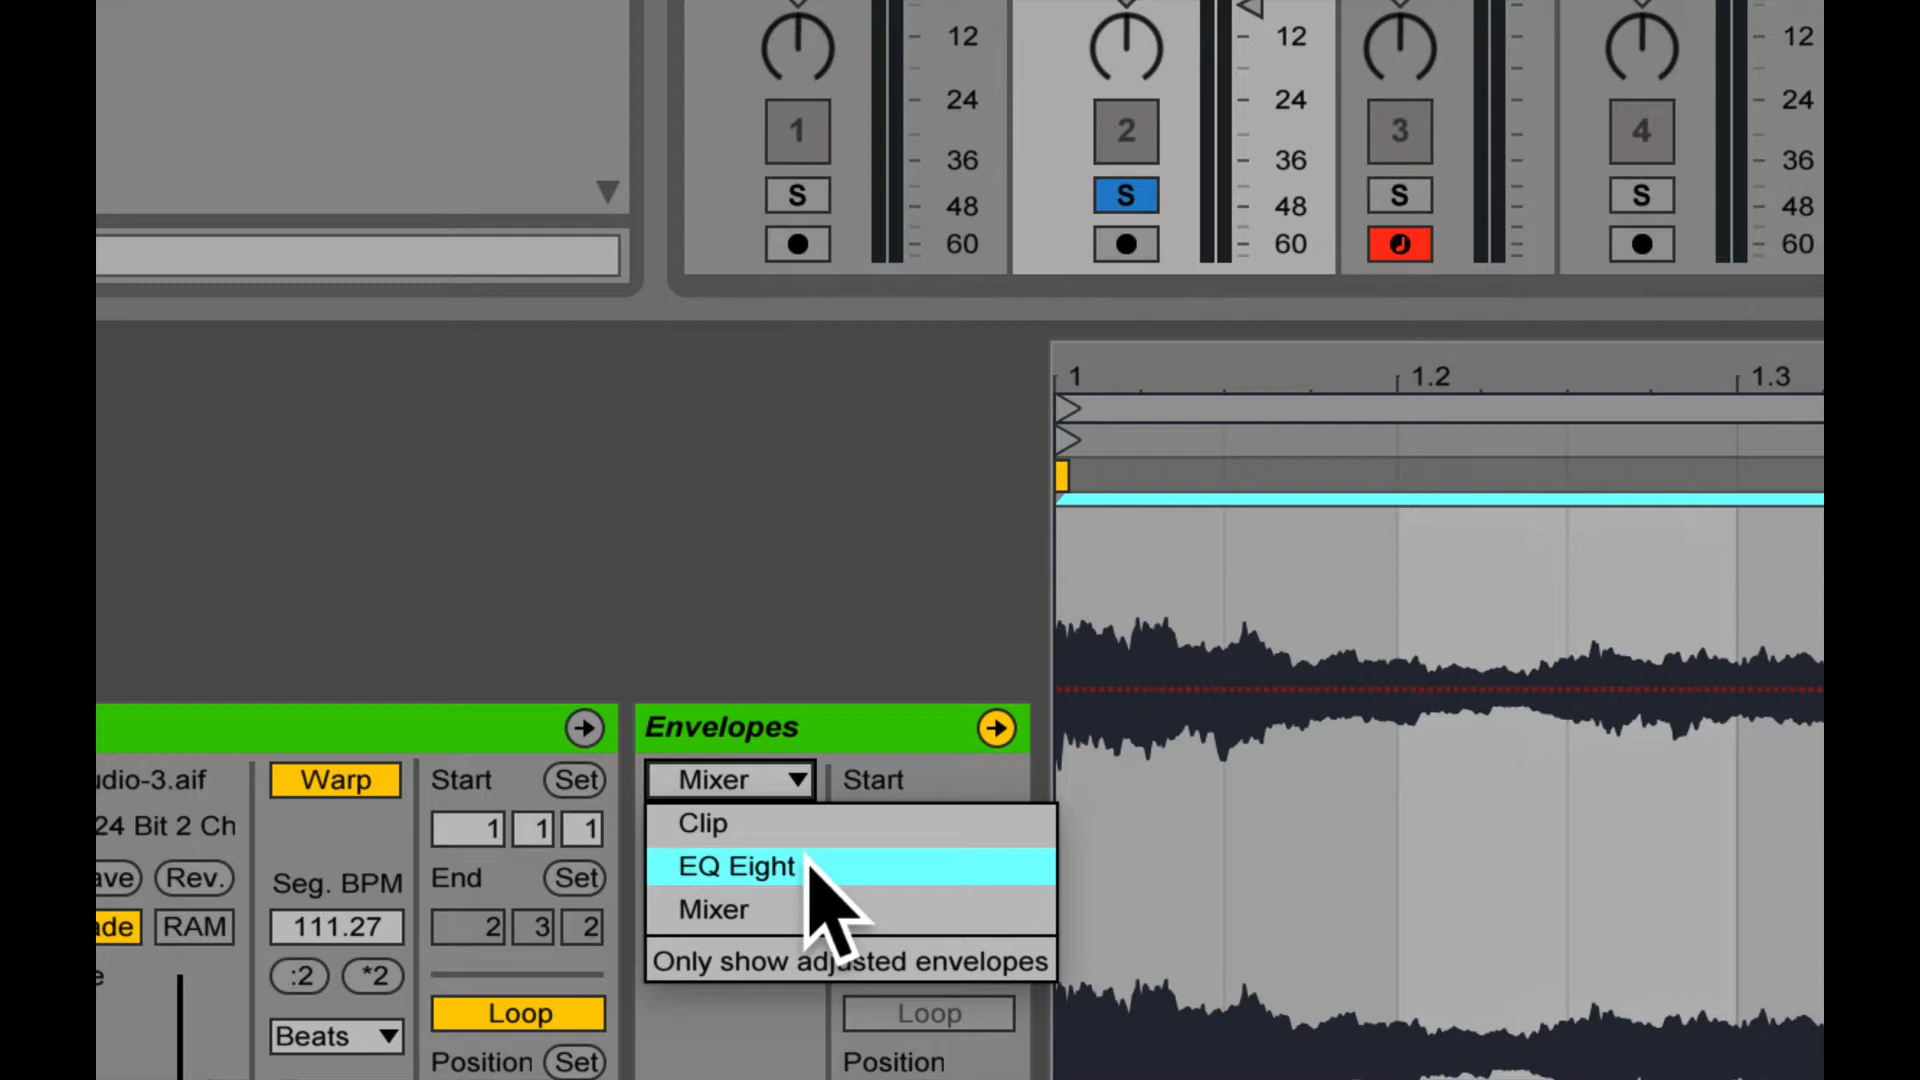 12 12 12
24 24 24
1 2 3 4
36 36 36
S S S S
48 48 48
60 60 60
1 1.2 1.3
Envelopes
udio-3.aif Warp Start Set Mixer Start
24 Bit 2 Ch 1 1 1 Clip
ave Rev. Seg. BPM End Set EQ Eight
ade RAM 111.27 2 3 2 Mixer
e :2 *2 Only show adjusted envelopes
Loop Loop
Beats Position Set Position